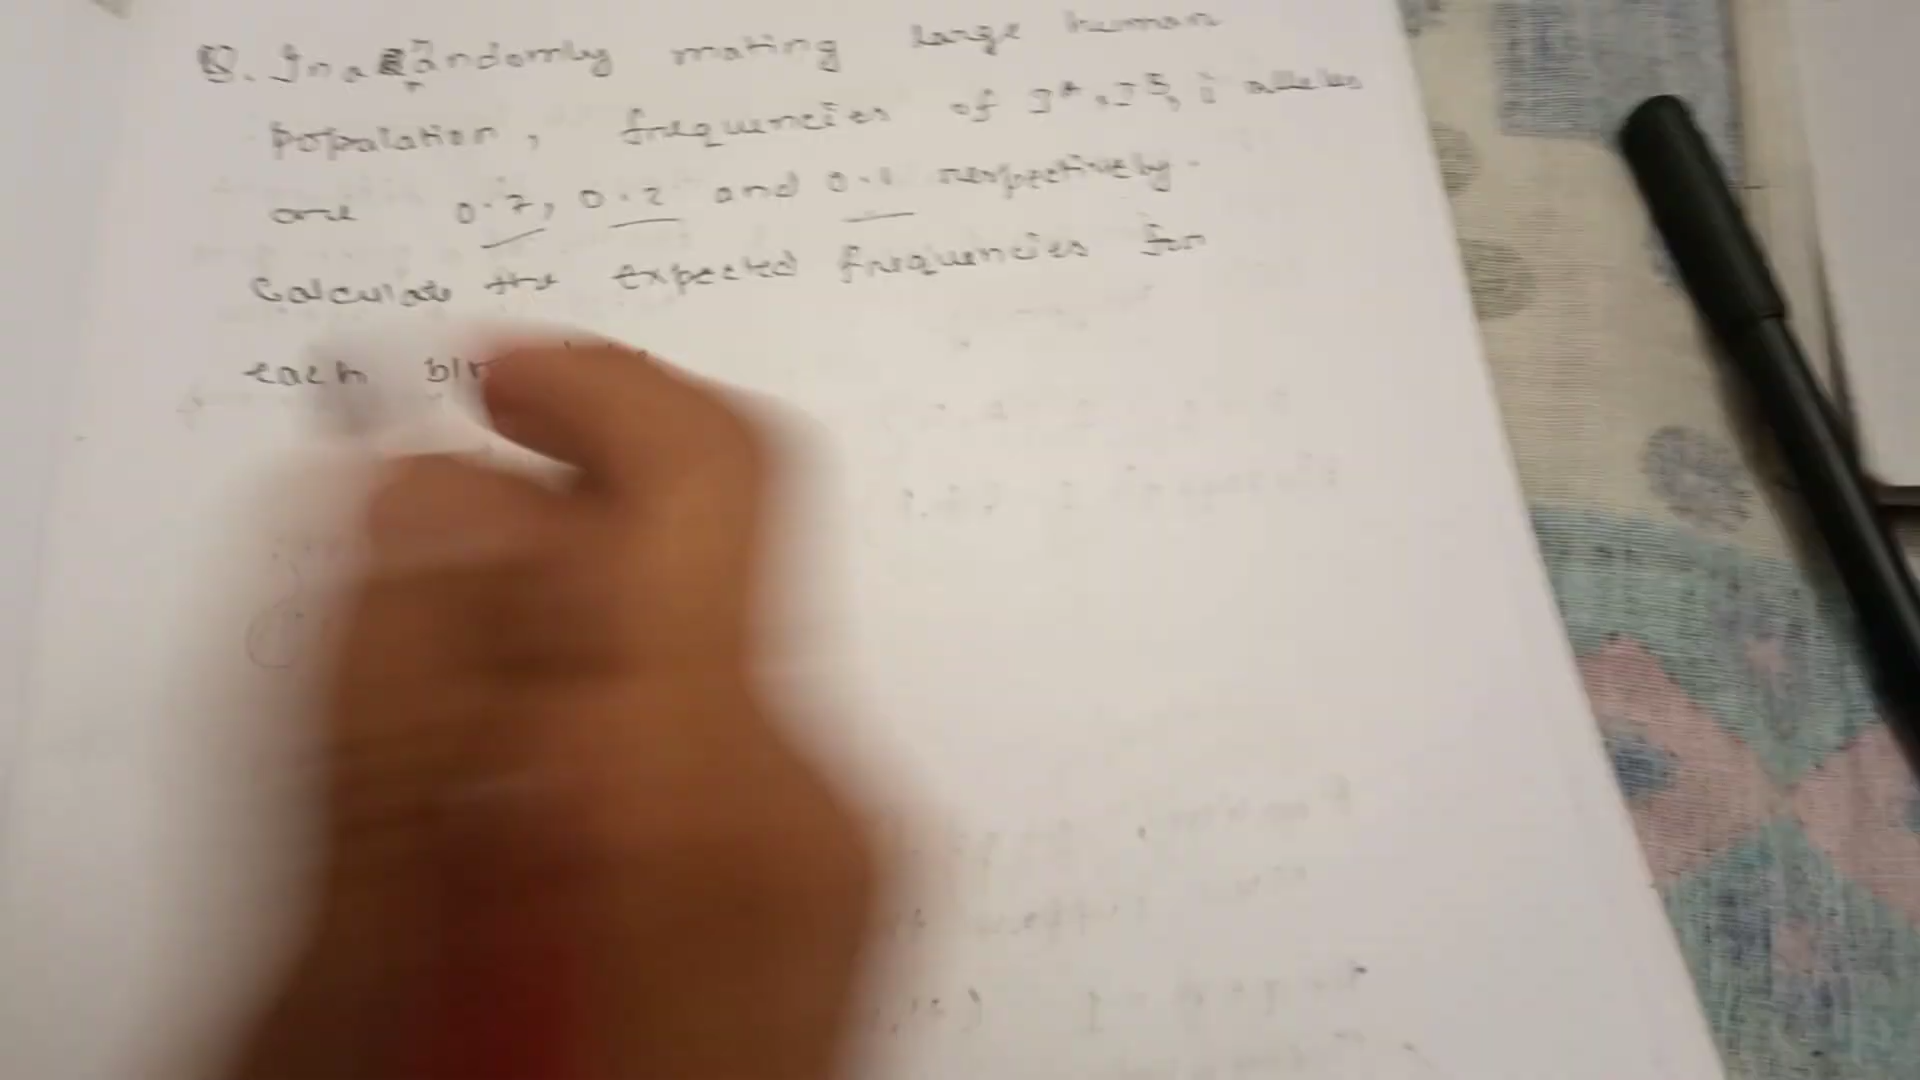 Q. In a randomly mating large human
population, frequencies of I^A, I^B, i alleles
are 0.7, 0.2 and 0.1 respectively.
Calculate the expected frequencies for
each